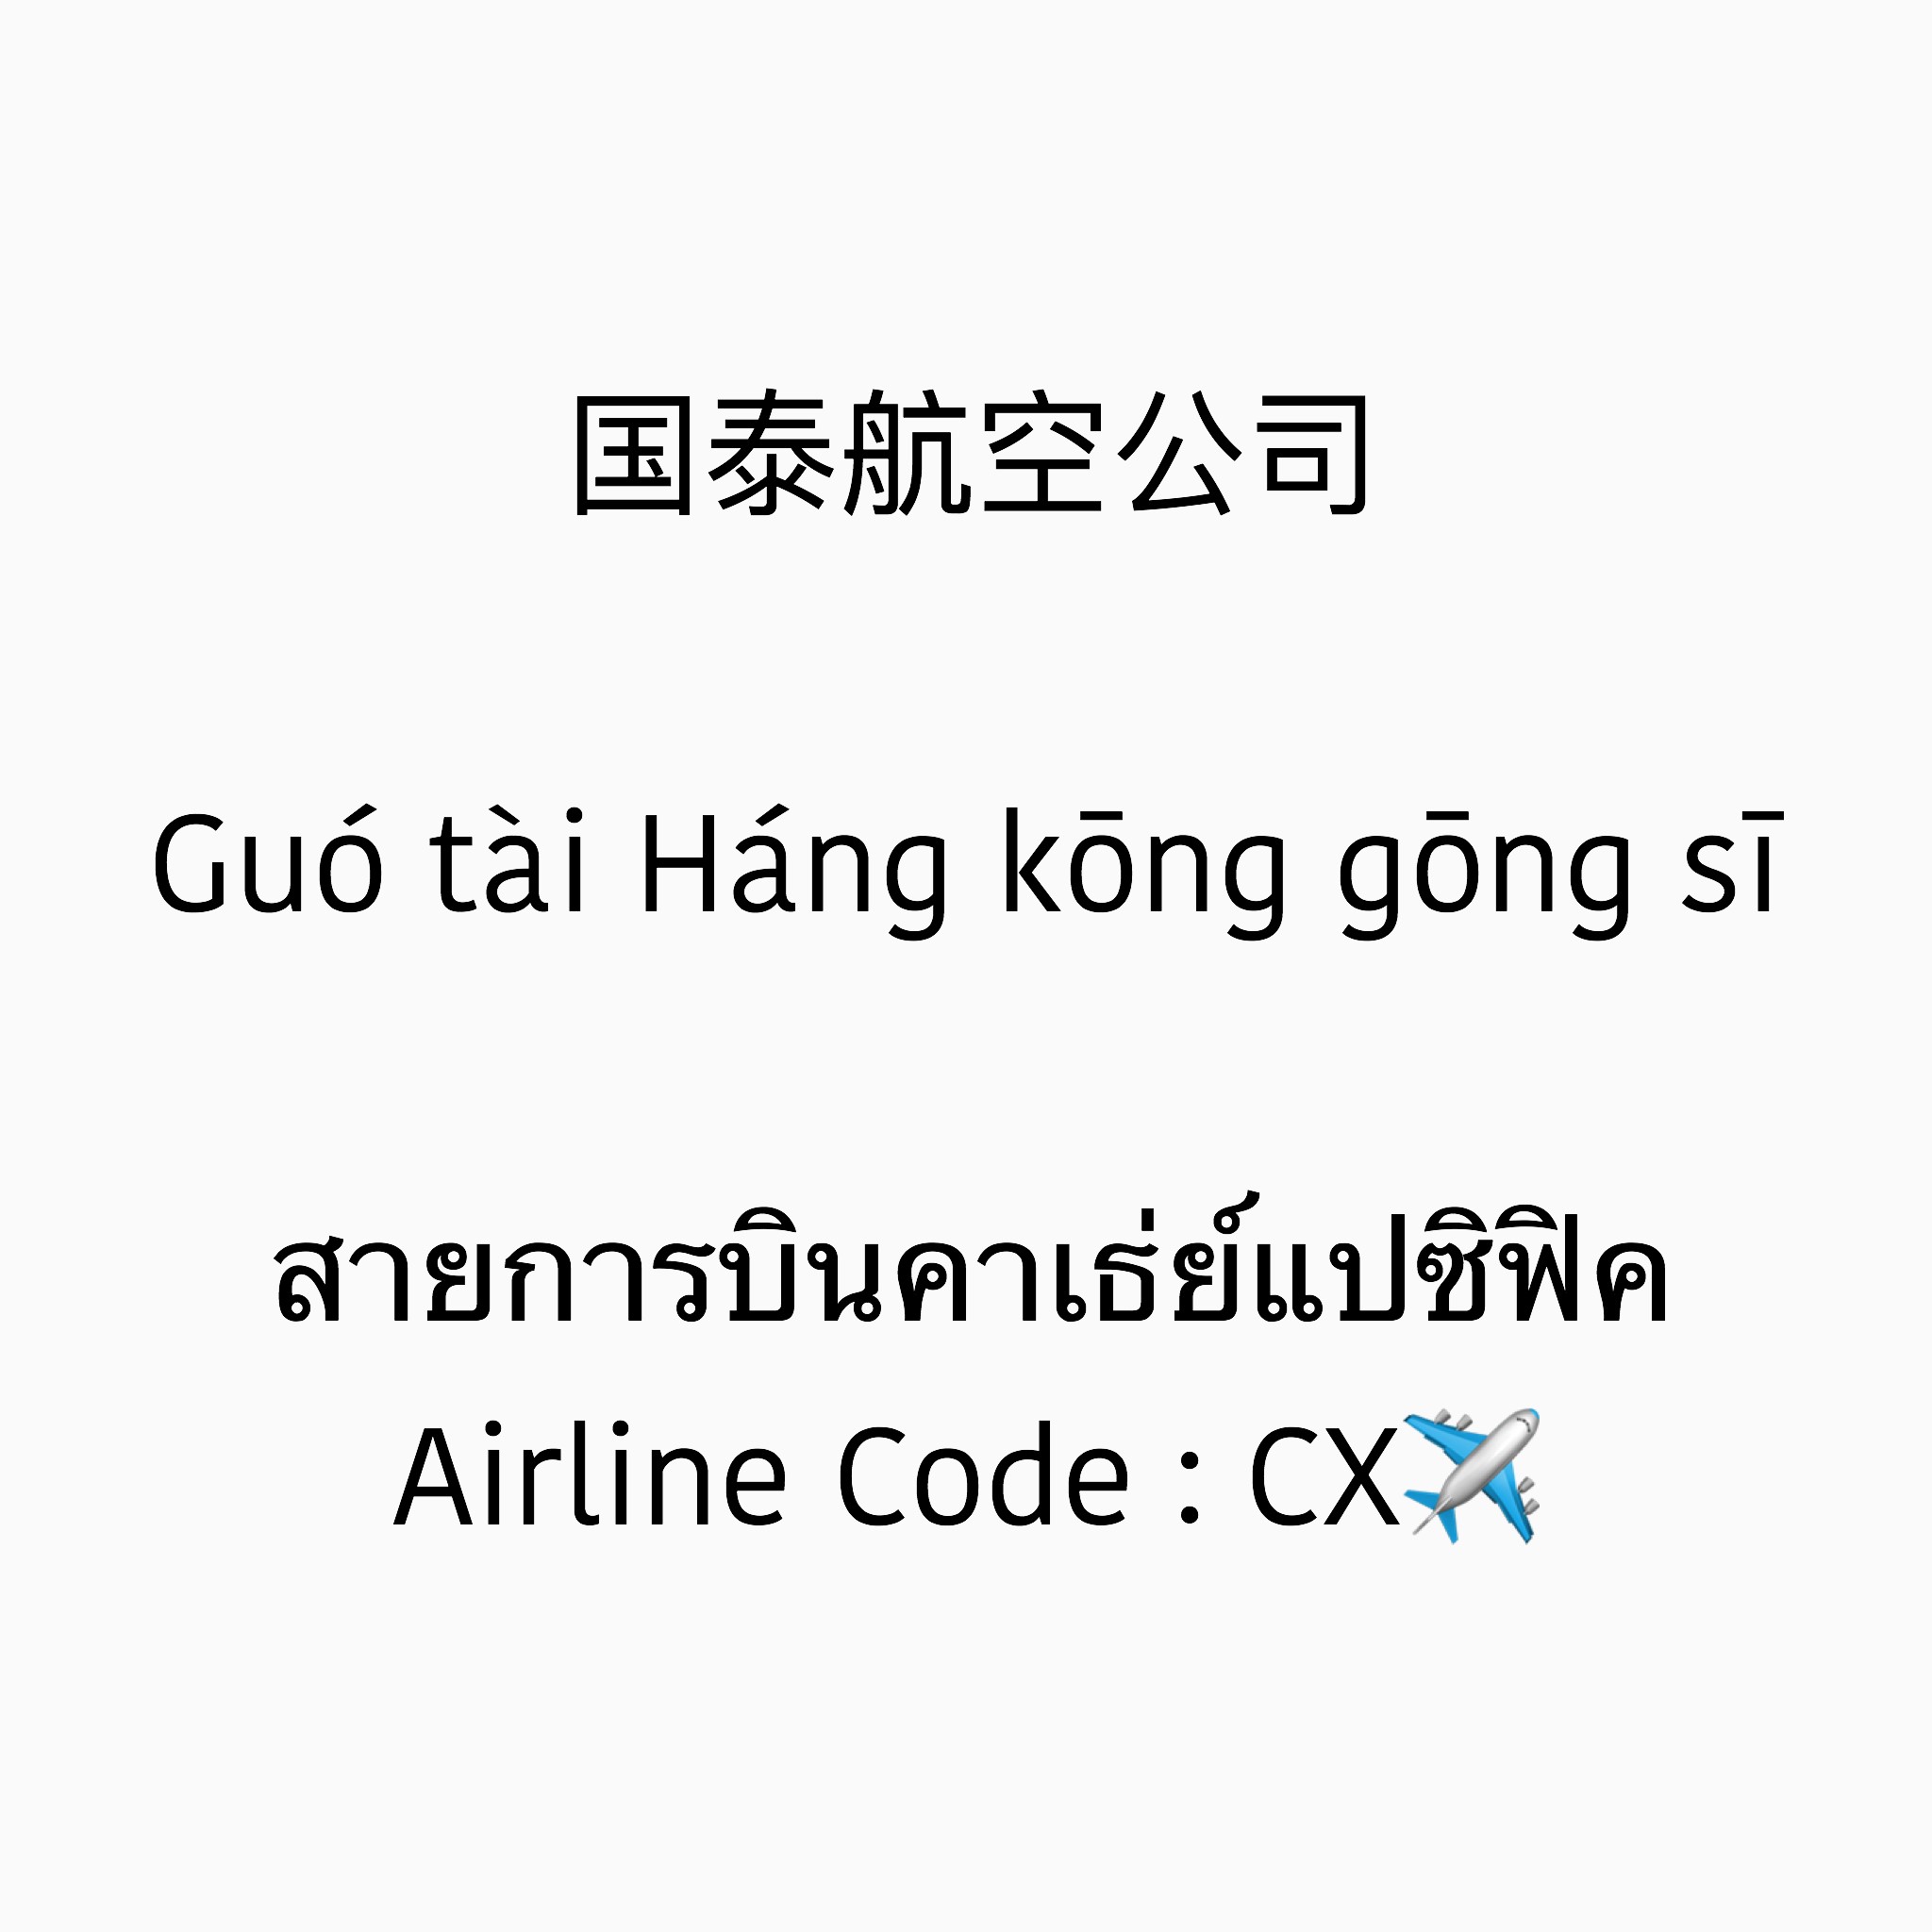 国泰航空公司
Guó tài Háng kōng gōng sī
สายการบินคาเธ่ย์แปซิฟิค
Airline Code : CX✈️